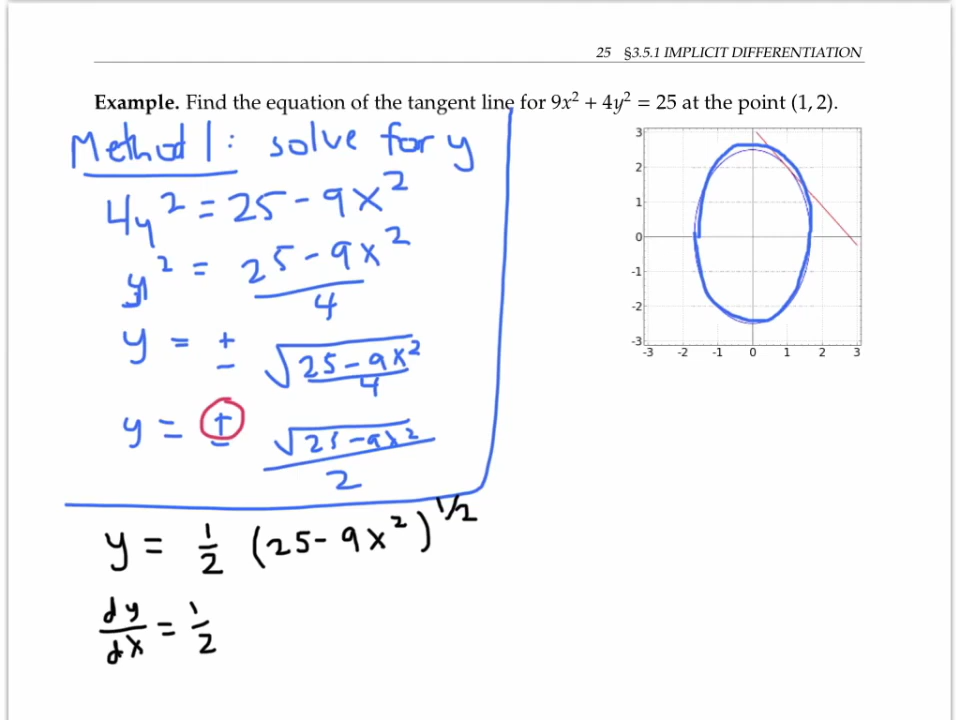 25 §3.5.1 IMPLICIT DIFFERENTIATION
Example. Find the equation of the tangent line for 9x² + 4y² = 25 at the point (1, 2).
Method 1: solve for y
4y² = 25 - 9x²
y² = (25 - 9x²)/4
y = ± √((25 - 9x²)/4)
y = ± √(25 - 9x²)/2
y = 1/2 (25 - 9x²)^1/2
dy/dx = 1/2
3
2
1
0
-1
-2
-3
-3 -2 -1 0 1 2 3